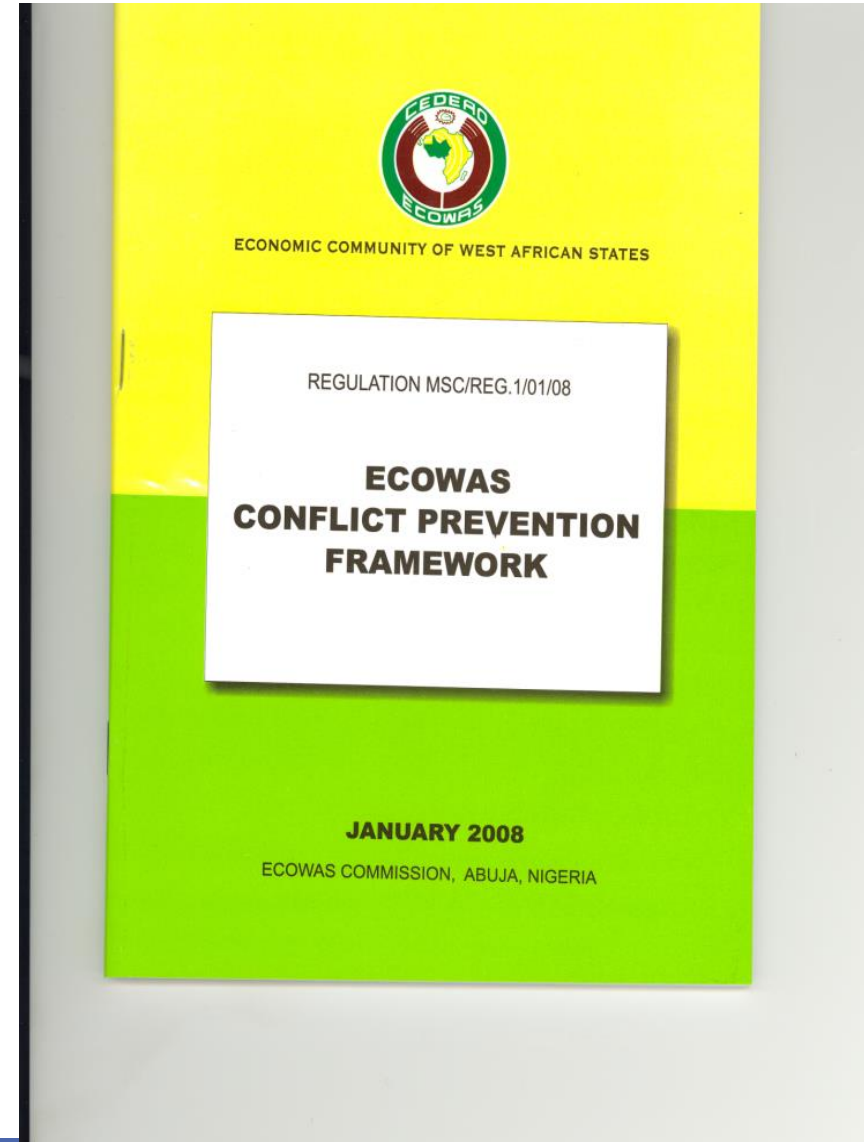 CEDEAO
ECOWAS
ECONOMIC COMMUNITY OF WEST AFRICAN STATES
REGULATION MSC/REG.1/01/08
ECOWAS
CONFLICT PREVENTION
FRAMEWORK
JANUARY 2008
ECOWAS COMMISSION, ABUJA, NIGERIA